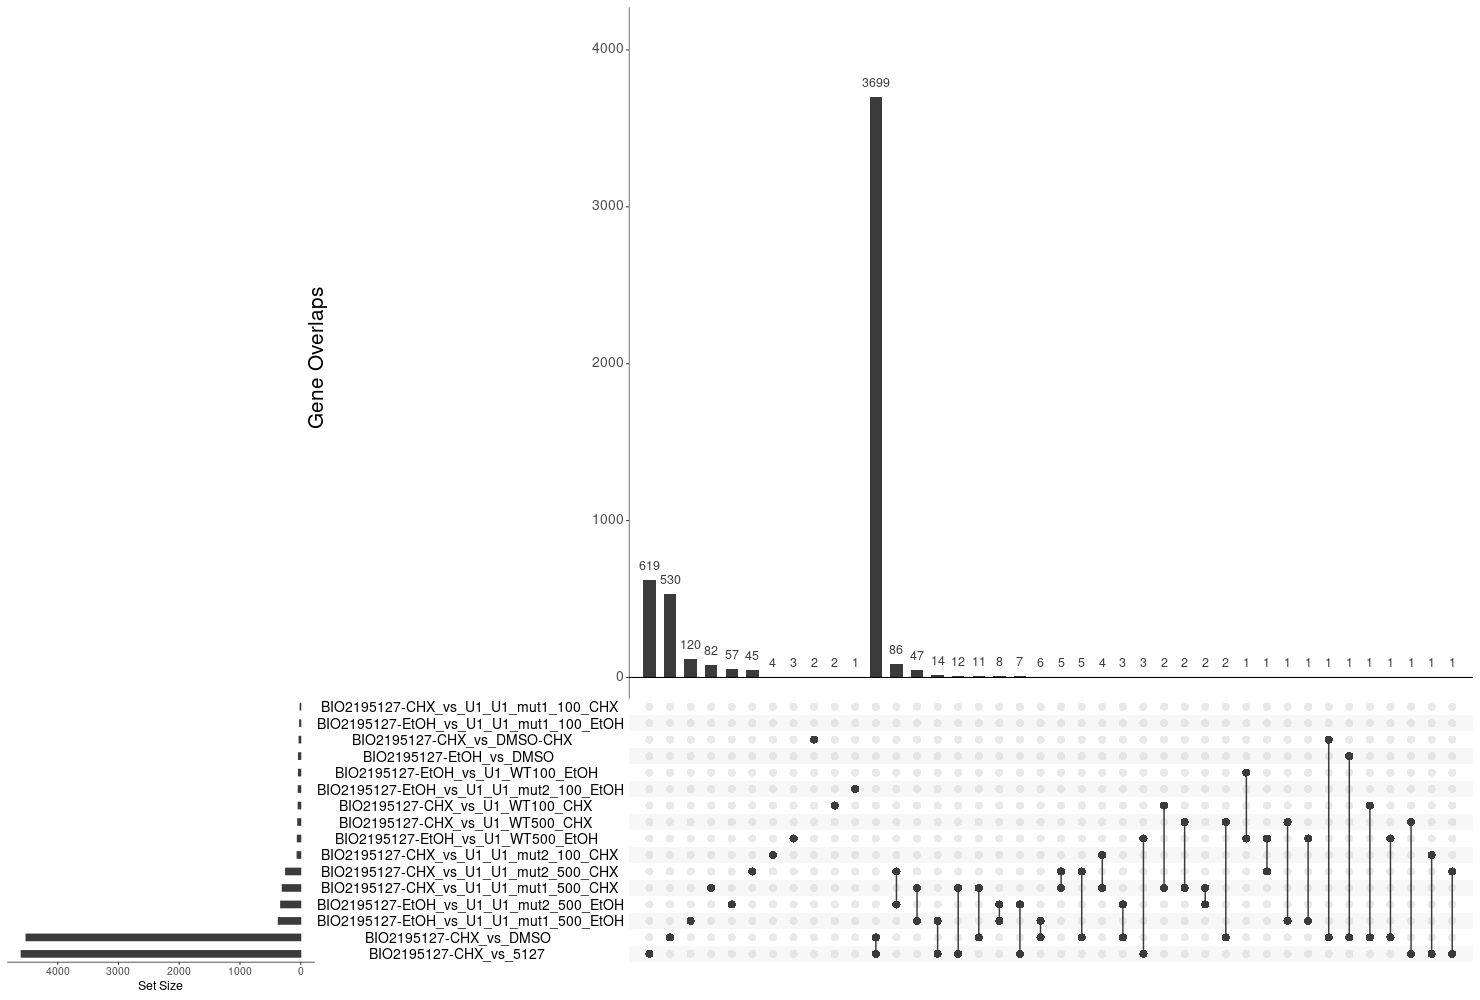 4000
3699
3000
Gene Overlaps
2000
1000
619
530
120 82 57 45 4 3 2 2 1 86 47 14 12 11 8 7 6 5 5 4 3 3 2 2 2 2 1 1 1 1 1 1 1 1 1 1 1
0
BIO2195127-CHX_vs_U1_U1_mut1_100_CHX
BIO2195127-EtOH_vs_U1_U1_mut1_100_EtOH
BIO2195127-CHX_vs_DMSO-CHX
BIO2195127-EtOH_vs_DMSO
BIO2195127-EtOH_vs_U1_WT100_EtOH
BIO2195127-EtOH_vs_U1_U1_mut2_100_EtOH
BIO2195127-CHX_vs_U1_WT100_CHX
BIO2195127-CHX_vs_U1_WT500_CHX
BIO2195127-EtOH_vs_U1_WT500_EtOH
BIO2195127-CHX_vs_U1_U1_mut2_100_CHX
BIO2195127-CHX_vs_U1_U1_mut2_500_CHX
BIO2195127-CHX_vs_U1_U1_mut1_500_CHX
BIO2195127-EtOH_vs_U1_U1_mut2_500_EtOH
BIO2195127-EtOH_vs_U1_U1_mut1_500_EtOH
BIO2195127-CHX_vs_DMSO
BIO2195127-CHX_vs_5127
4000 3000 2000 1000 0
Set Size